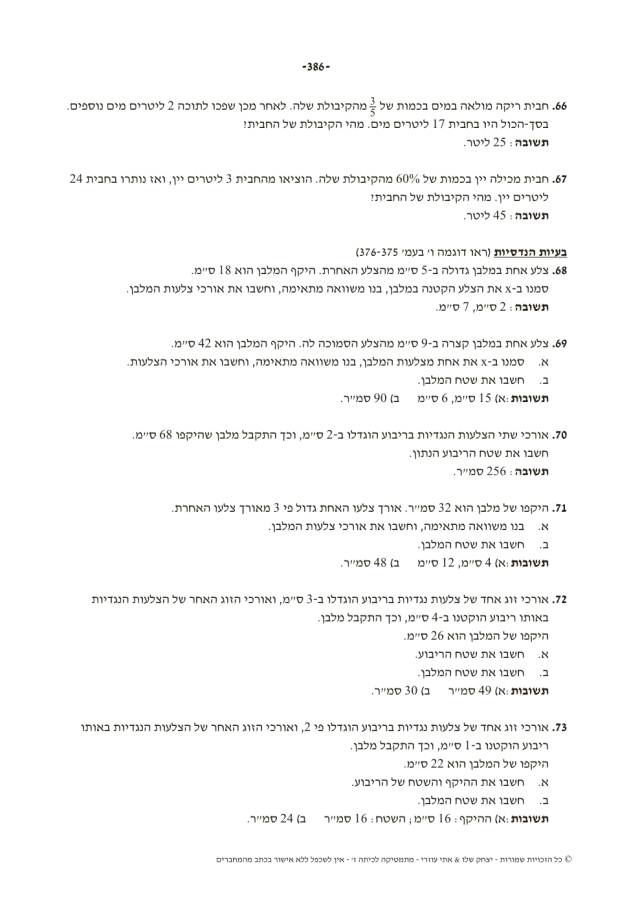 -386-
66. חבית ריקה מולאה במים בכמות של 3/5 מהקיבולת שלה. לאחר מכן שפכו לתוכה 2 ליטרים מים נוספים.
בסך-הכול היו בחבית 17 ליטרים מים. מהי הקיבולת של החבית?
תשובה: 25 ליטר.
67. חבית מכילה יין בכמות של 60% מהקיבולת שלה. הוציאו מהחבית 3 ליטרים יין, ואז נותרו בחבית 24
ליטרים יין. מהי הקיבולת של החבית?
תשובה: 45 ליטר.
בעיות הנדסיות (ראו דוגמה ו' בעמ' 376-375)
68. צלע אחת במלבן גדולה ב-5 ס"מ מהצלע האחרת. היקף המלבן הוא 18 ס"מ.
סמנו ב-x את הצלע הקטנה במלבן, בנו משוואה מתאימה, וחשבו את אורכי צלעות המלבן.
תשובה: 2 ס"מ, 7 ס"מ.
69. צלע אחת במלבן קצרה ב-9 ס"מ מהצלע הסמוכה לה. היקף המלבן הוא 42 ס"מ.
א. סמנו ב-x את אחת מצלעות המלבן, בנו משוואה מתאימה, וחשבו את אורכי הצלעות.
ב. חשבו את שטח המלבן.
תשובות: א) 15 ס"מ, 6 ס"מ ב) 90 סמ"ר.
70. אורכי שתי הצלעות הנגדיות בריבוע הוגדלו ב-2 ס"מ, וכך התקבל מלבן שהיקפו 68 ס"מ.
חשבו את שטח הריבוע הנתון.
תשובה: 256 סמ"ר.
71. היקפו של מלבן הוא 32 סמ"ר. אורך צלעו האחת גדול פי 3 מאורך צלעו האחרת.
א. בנו משוואה מתאימה, וחשבו את אורכי צלעות המלבן.
ב. חשבו את שטח המלבן.
תשובות: א) 4 ס"מ, 12 ס"מ ב) 48 סמ"ר.
72. אורכי זוג אחד של צלעות נגדיות בריבוע הוגדלו ב-3 ס"מ, ואורכי הזוג האחר של הצלעות הנגדיות
באותו ריבוע הוקטנו ב-4 ס"מ, וכך התקבל מלבן.
היקפו של המלבן הוא 26 ס"מ.
א. חשבו את שטח הריבוע.
ב. חשבו את שטח המלבן.
תשובות: א) 49 סמ"ר ב) 30 סמ"ר.
73. אורכי זוג אחד של צלעות נגדיות בריבוע הוגדלו פי 2, ואורכי הזוג האחר של הצלעות הנגדיות באותו
ריבוע הוקטנו ב-1 ס"מ, וכך התקבל מלבן.
היקפו של המלבן הוא 22 ס"מ.
א. חשבו את ההיקף והשטח של הריבוע.
ב. חשבו את שטח המלבן.
תשובות: א) ההיקף: 16 ס"מ; השטח: 16 סמ"ר ב) 24 סמ"ר.
© כל הזכויות שמורות - יצחק שלו & אתי עוזרי - מתמטיקה לכיתה ז' - אין לשכפל ללא אישור בכתב מהמחברים